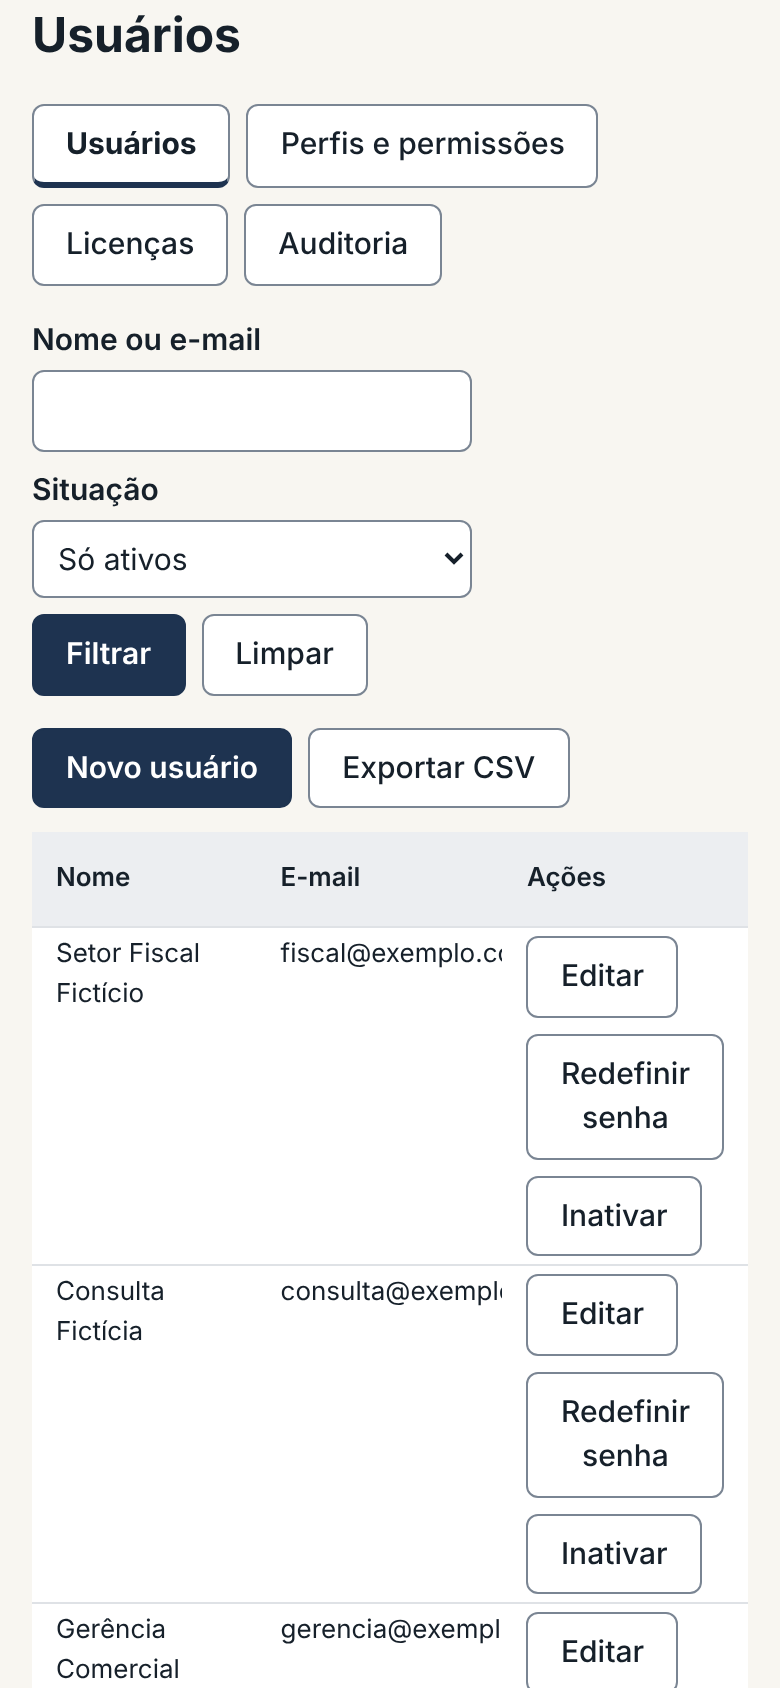 Usuários
Usuários Perfis e permissões
Licenças Auditoria
Nome ou e-mail
Situação
Só ativos
Filtrar Limpar
Novo usuário Exportar CSV
Nome E-mail Ações
Setor Fiscal Fictício fiscal@exemplo.co Editar
Redefinir senha
Inativar
Consulta Fictícia consulta@exempl Editar
Redefinir senha
Inativar
Gerência Comercial gerencia@exempl Editar